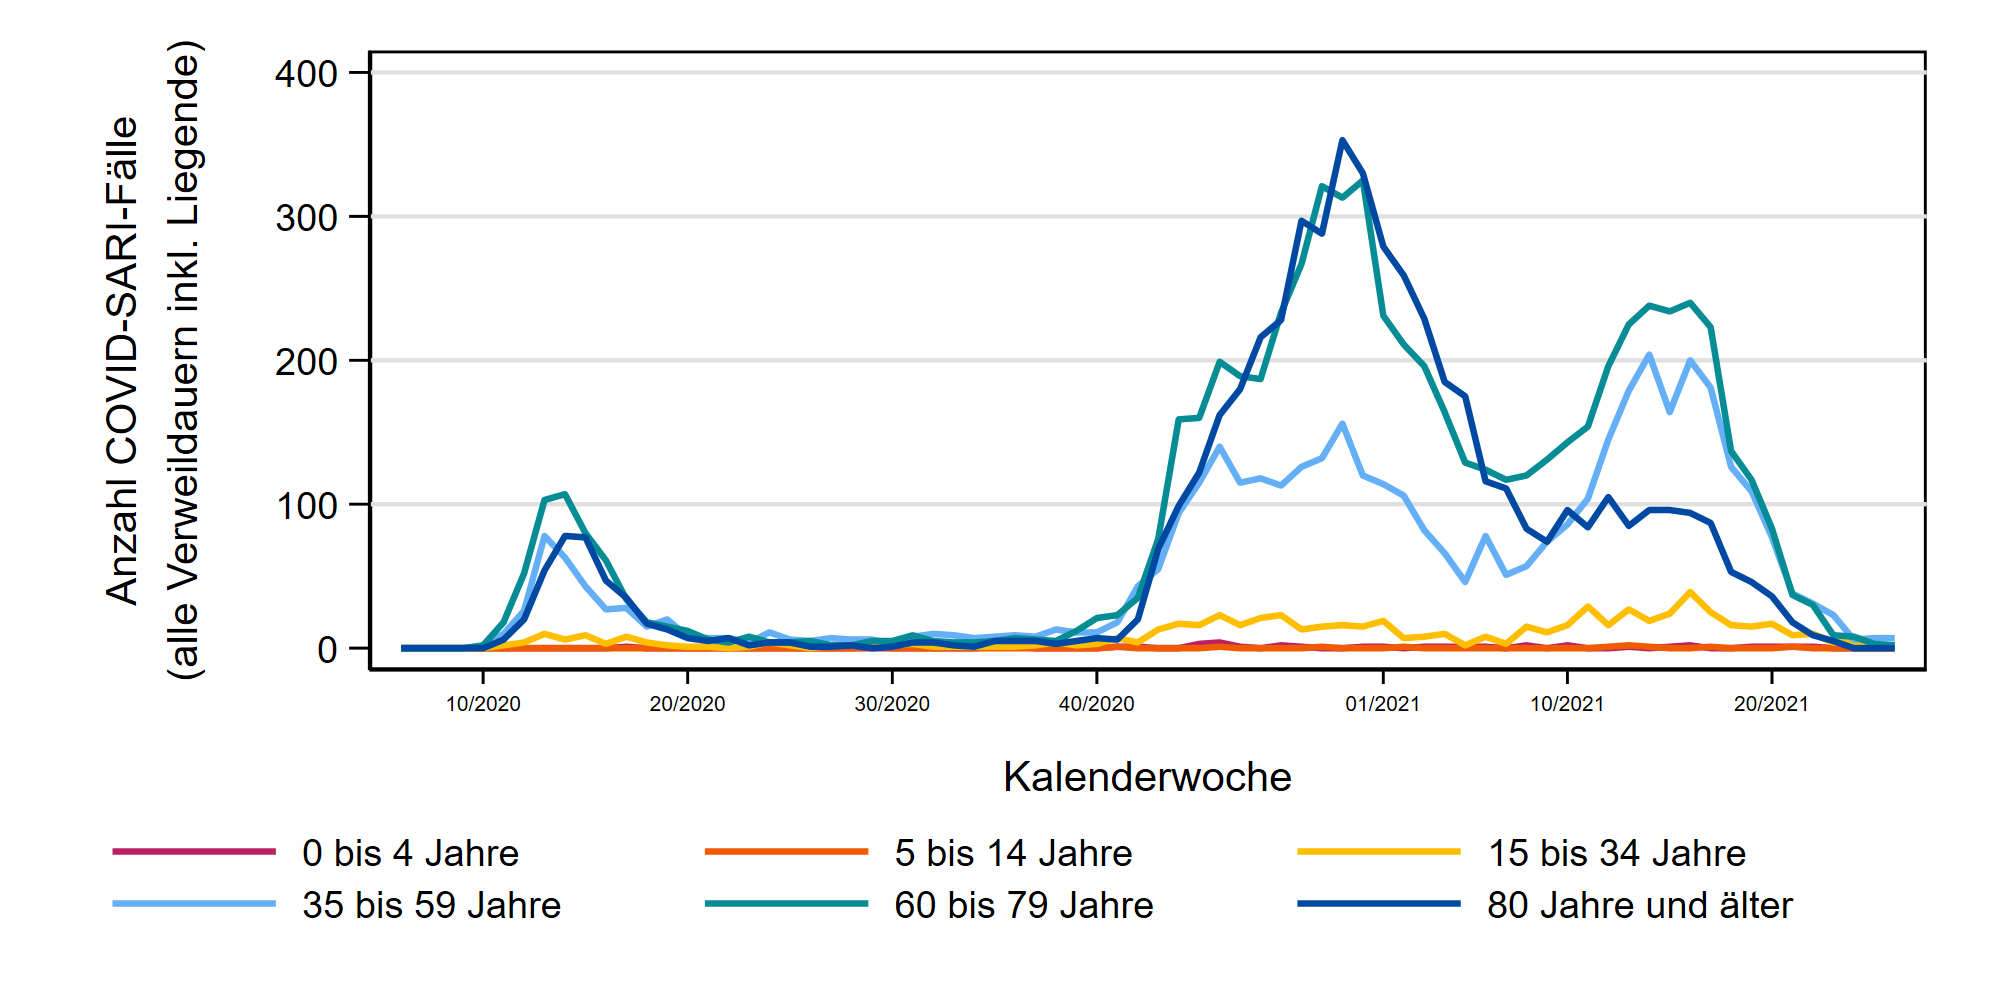 Anzahl COVID-SARI-Fälle
(alle Verweildauern inkl. Liegende)
400
300
200
100
0
10/2020 20/2020 30/2020 40/2020 01/2021 10/2021 20/2021
Kalenderwoche
0 bis 4 Jahre 5 bis 14 Jahre 15 bis 34 Jahre
35 bis 59 Jahre 60 bis 79 Jahre 80 Jahre und älter